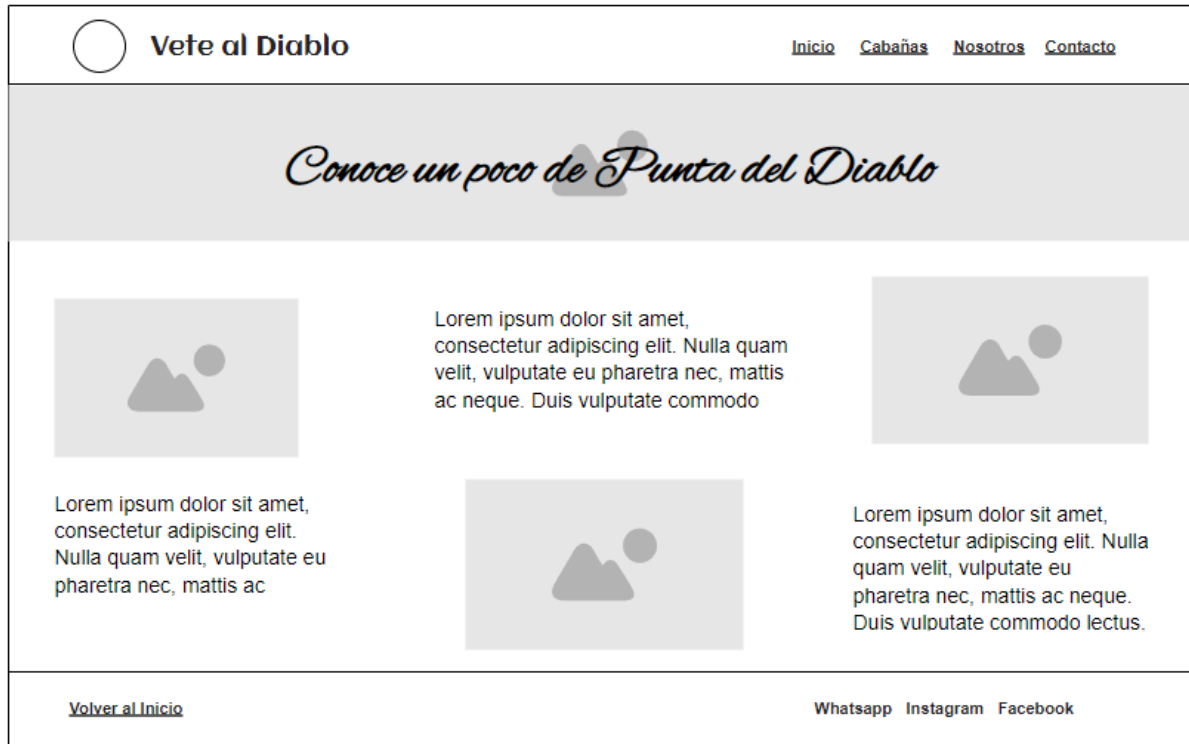 Vete al Diablo
Inicio Cabañas Nosotros Contacto
Conoce un poco de Punta del Diablo
Lorem ipsum dolor sit amet,
consectetur adipiscing elit.
Nulla quam velit, vulputate eu
pharetra nec, mattis ac
Lorem ipsum dolor sit amet,
consectetur adipiscing elit. Nulla quam
velit, vulputate eu pharetra nec, mattis
ac neque. Duis vulputate commodo
Lorem ipsum dolor sit amet,
consectetur adipiscing elit. Nulla
quam velit, vulputate eu
pharetra nec, mattis ac neque.
Duis vulputate commodo lectus,
Volver al Inicio
Whatsapp Instagram Facebook